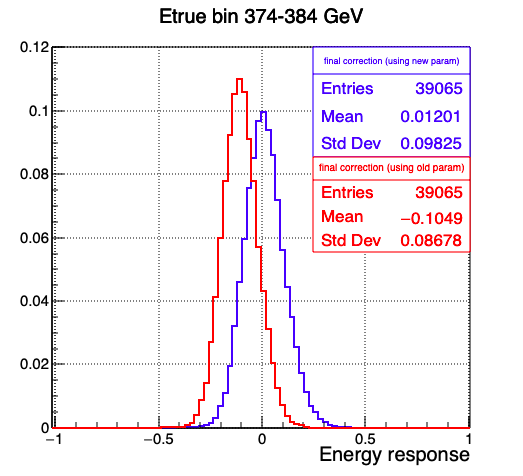 Etrue bin 374-384 GeV
0.12
0.1
0.08
0.06
0.04
0.02
0
−1
−0.5
0
0.5
1
Energy response
final correction (using new param)
Entries 39065
Mean 0.01201
Std Dev 0.09825
final correction (using old param)
Entries 39065
Mean −0.1049
Std Dev 0.08678